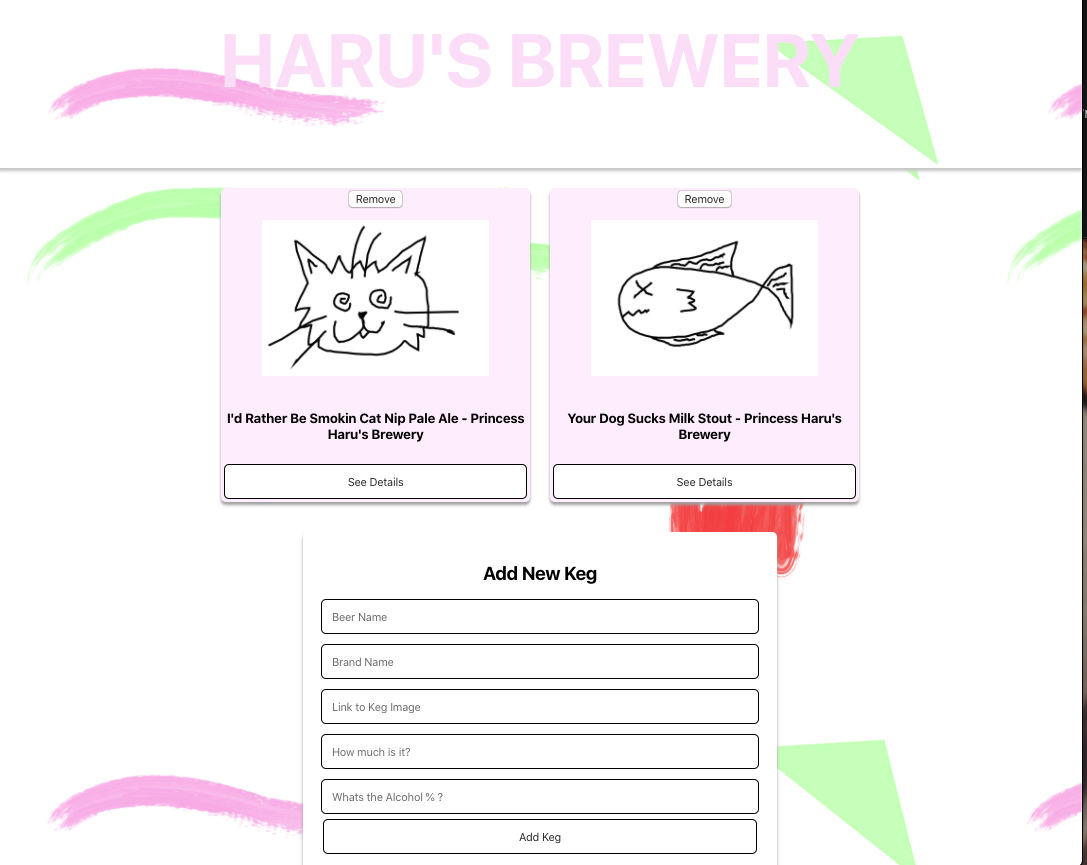 HARU'S BREWERY
Remove
Remove
I'd Rather Be Smokin Cat Nip Pale Ale - Princess
Haru's Brewery
Your Dog Sucks Milk Stout - Princess Haru's
Brewery
See Details
See Details
Add New Keg
Beer Name
Brand Name
Link to Keg Image
How much is it?
Whats the Alcohol % ?
Add Keg